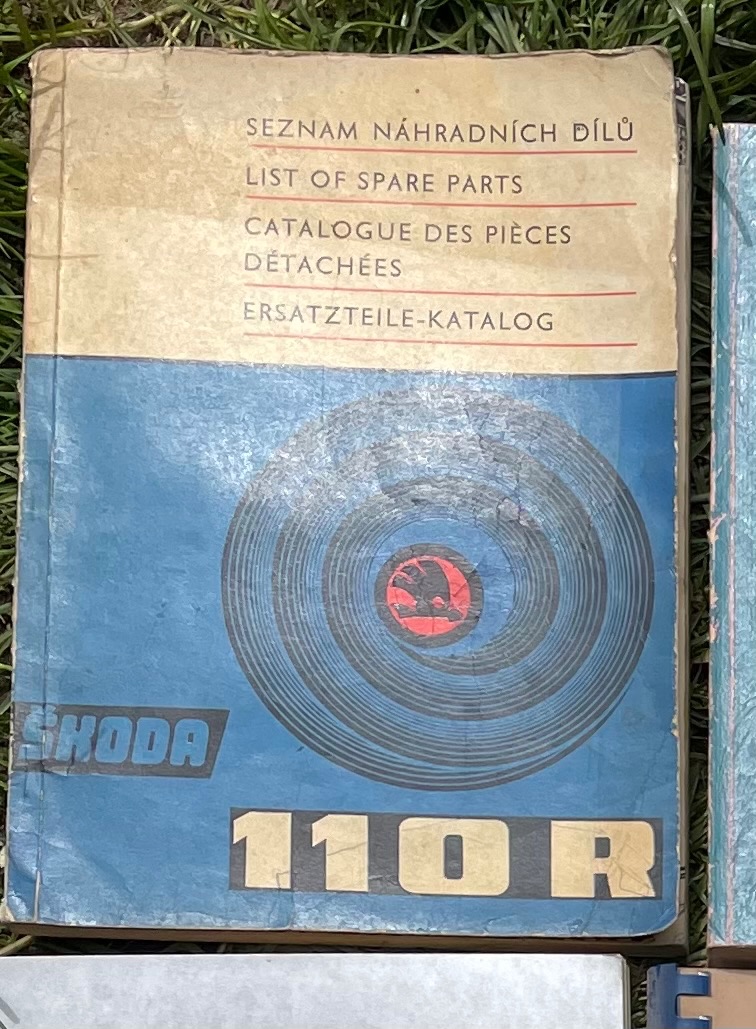 SEZNAM NÁHRADNÍCH DÍLŮ
LIST OF SPARE PARTS
CATALOGUE DES PIÈCES
DÉTACHÉES
ERSATZTEILE-KATALOG
ŠKODA
110 R